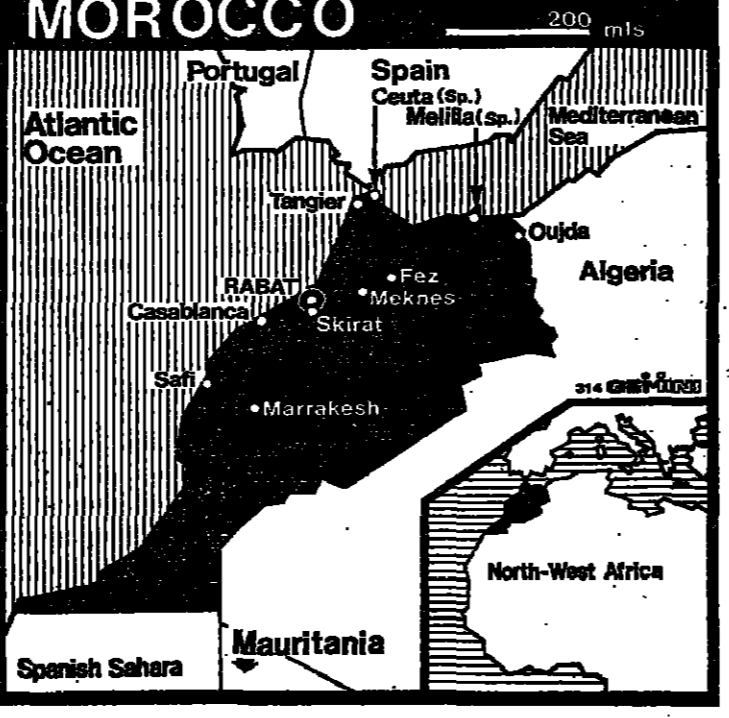 MOROCCO
200 mls
Portugal
Spain
Ceuta (Sp.)
Melilla (Sp.)
Mediterranean
Sea
Atlantic
Ocean
Tangier
Oujda
Fez
Algeria
RABAT
Meknes
Casablanca
Skirat
Safi
314 GEMINI
Marrakesh
North-West Africa
Mauritania
Spanish Sahara